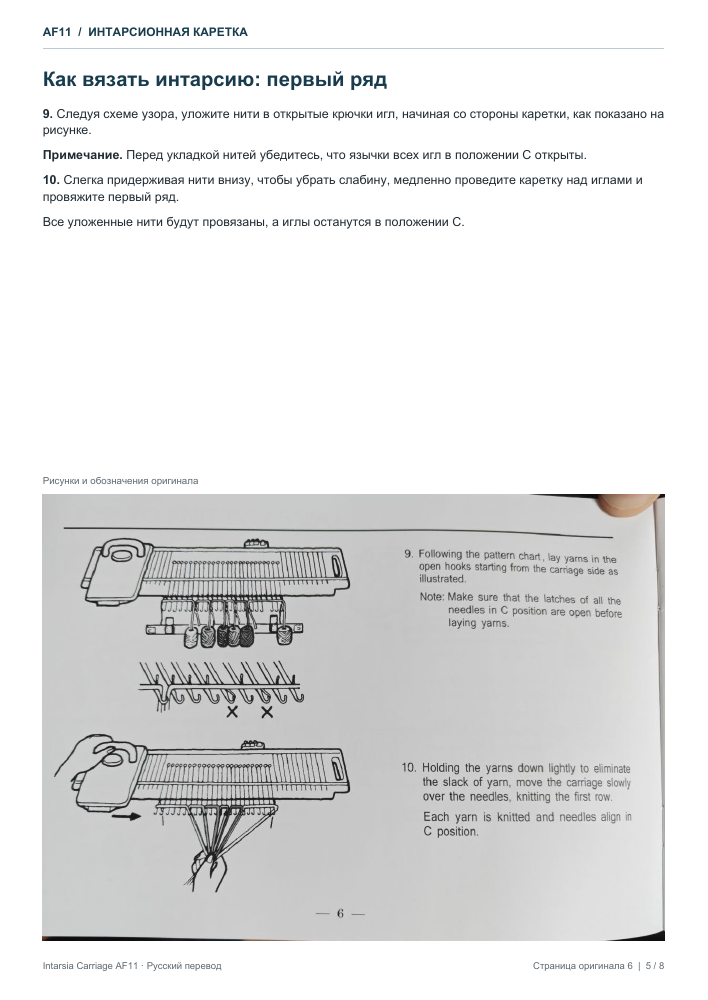 AF11 / ИНТАРСИОННАЯ КАРЕТКА
Как вязать интарсию: первый ряд
9. Следуя схеме узора, уложите нити в открытые крючки игл, начиная со стороны каретки, как показано на
рисунке.
Примечание. Перед укладкой нитей убедитесь, что язычки всех игл в положении C открыты.
10. Слегка придерживая нити внизу, чтобы убрать слабину, медленно проведите каретку над иглами и
провяжите первый ряд.
Все уложенные нити будут провязаны, а иглы останутся в положении C.
Рисунки и обозначения оригинала
9. Following the pattern chart, lay yarns in the
open hooks starting from the carriage side as
illustrated.
Note: Make sure that the latches of all the
needles in C position are open before
laying yarns.
10. Holding the yarns down lightly to eliminate
the slack of yarn, move the carriage slowly
over the needles, knitting the first row.
Each yarn is knitted and needles align in
C position.
— 6 —
Intarsia Carriage AF11 · Русский перевод
Страница оригинала 6 | 5 / 8